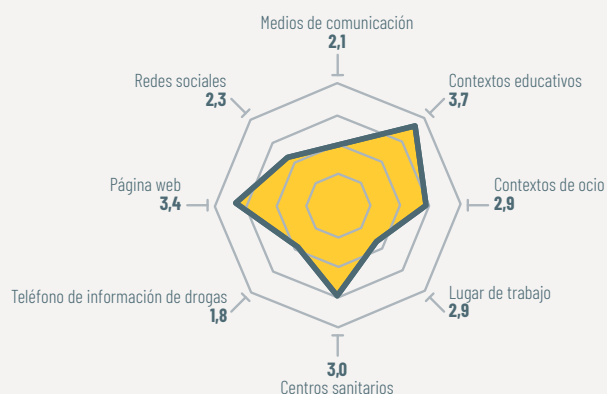 Medios de comunicación
2,1
Redes sociales
2,3
Contextos educativos
3,7
Página web
3,4
Contextos de ocio
2,9
Teléfono de información de drogas
1,8
Lugar de trabajo
2,9
3,0
Centros sanitarios